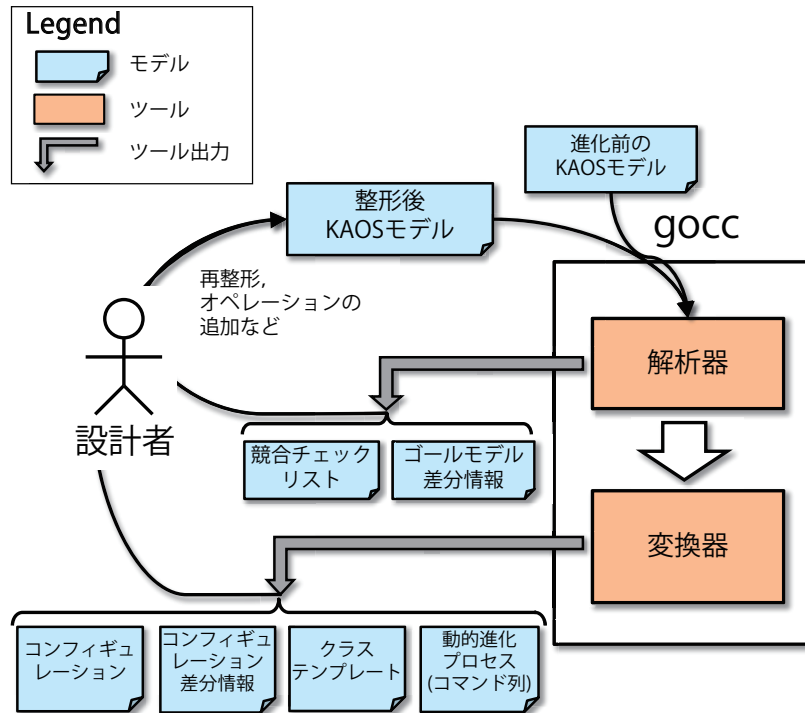 Legend
モデル
ツール
ツール出力
進化前の
KAOSモデル
整形後
KAOSモデル
gocc
再整形,
オペレーションの
追加など
解析器
設計者
競合チェック
リスト
ゴールモデル
差分情報
変換器
コンフィギュ
レーション
コンフィギュ
レーション
差分情報
クラス
テンプレート
動的進化
プロセス
(コマンド列)